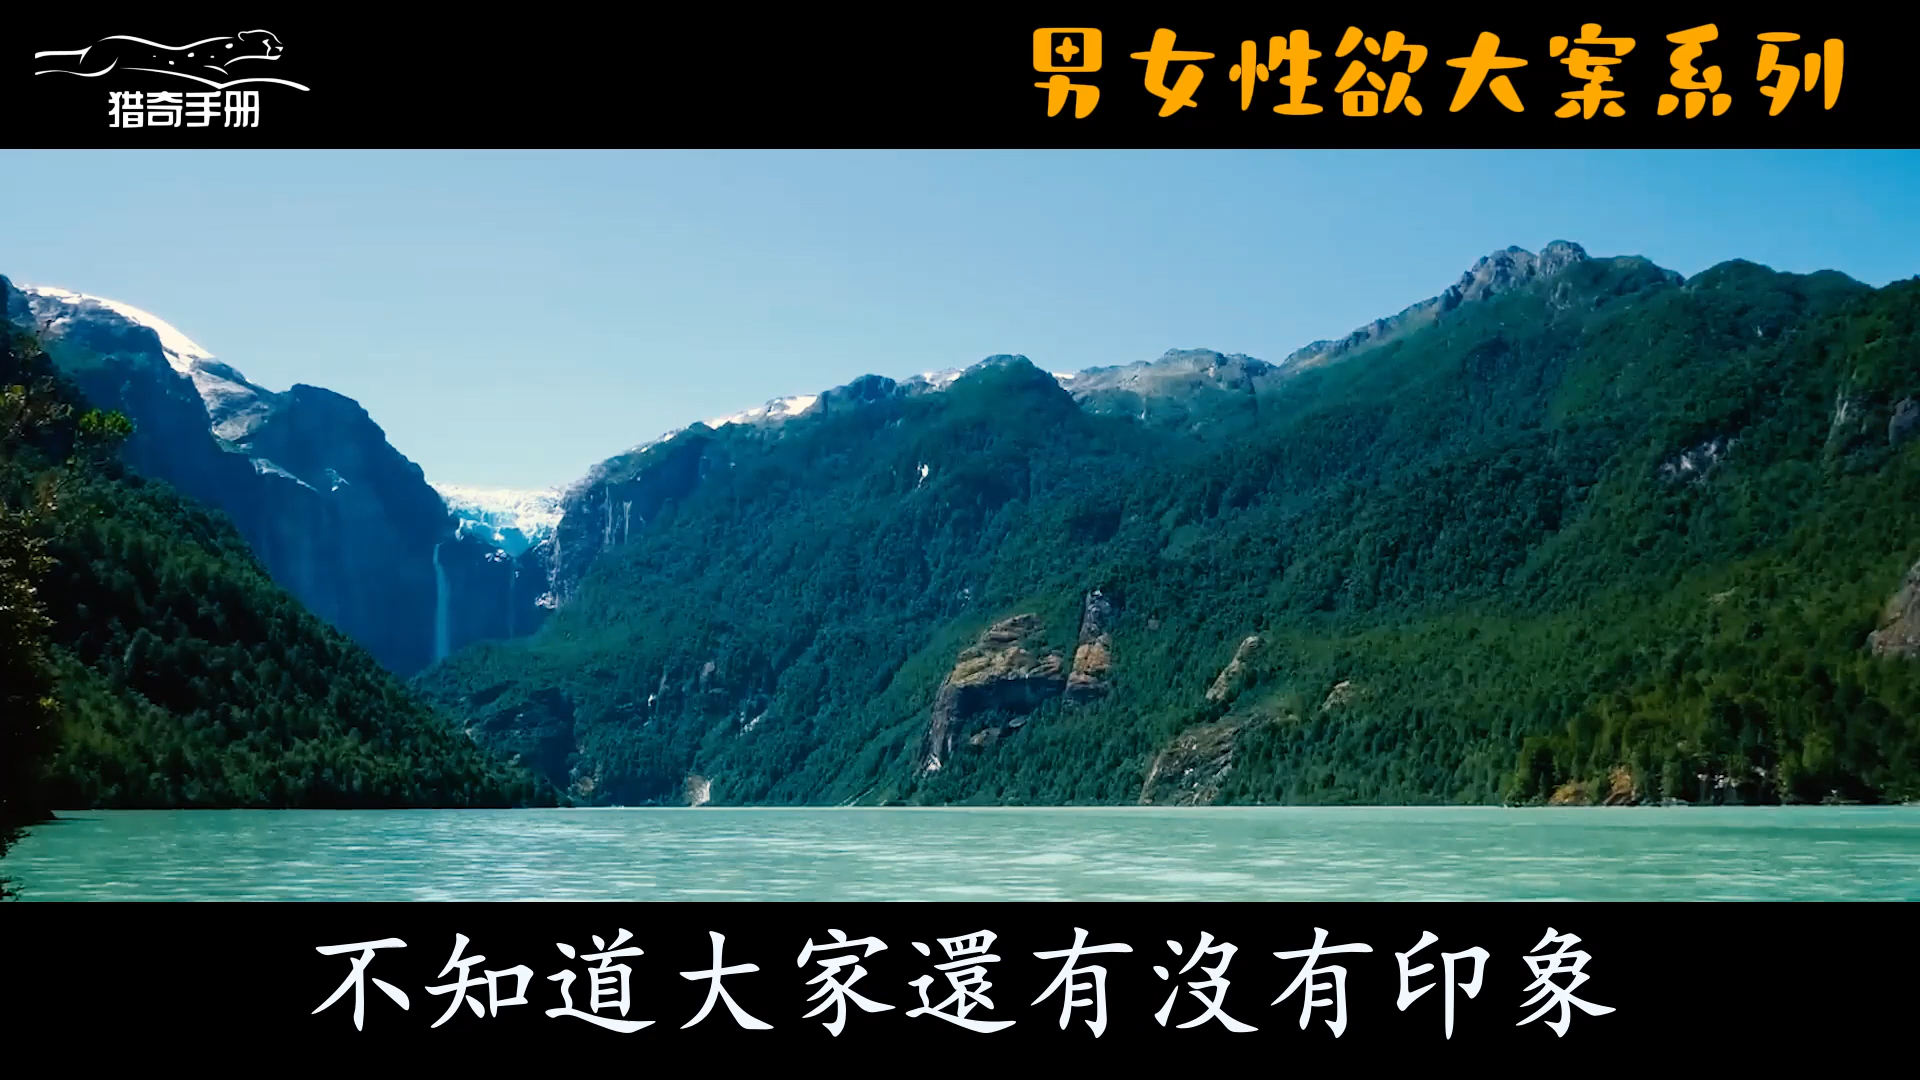 猎奇手册
男女性欲大案系列
不知道大家還有沒有印象